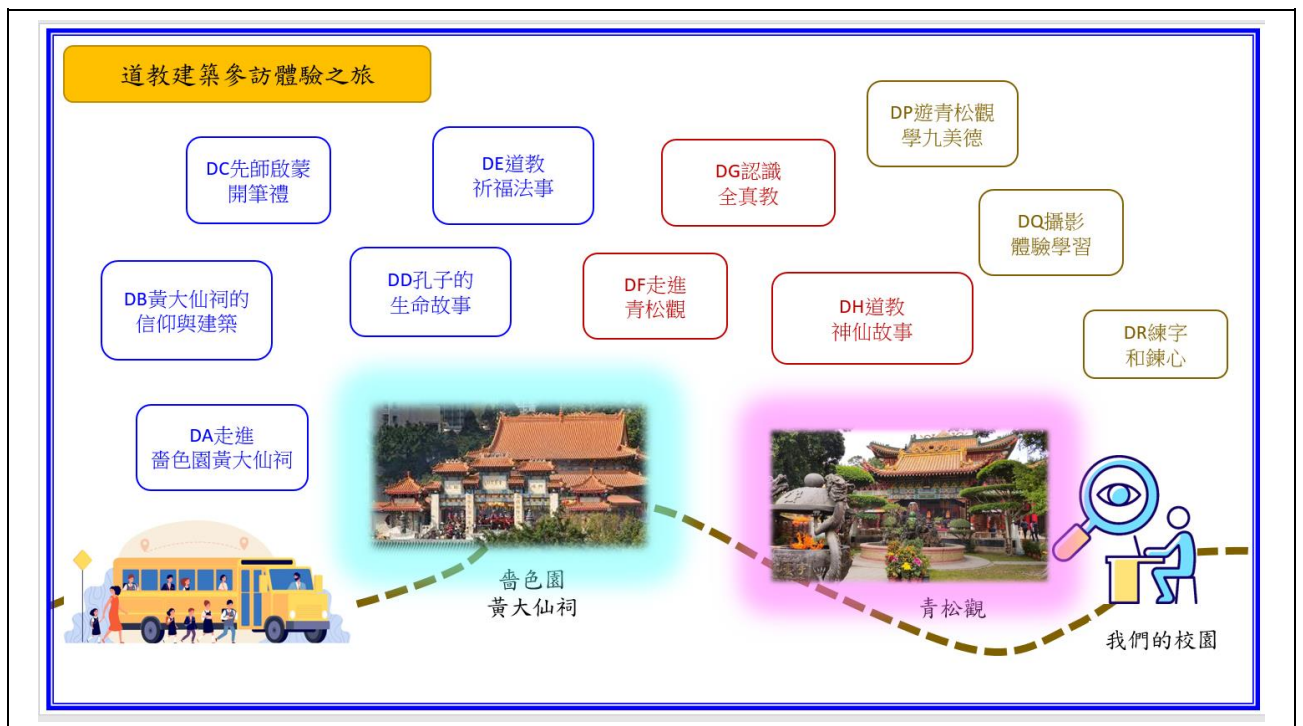 道教建築參訪體驗之旅
DP遊青松觀
學九美德
DC先師啟蒙
開筆禮
DE道教
祈福法事
DG認識
全真教
DQ攝影
體驗學習
DB黃大仙祠的
信仰與建築
DD孔子的
生命故事
DF走進
青松觀
DH道教
神仙故事
DR練字
和鍊心
DA走進
嗇色園黃大仙祠
嗇色園
黃大仙祠
青松觀
我們的校園